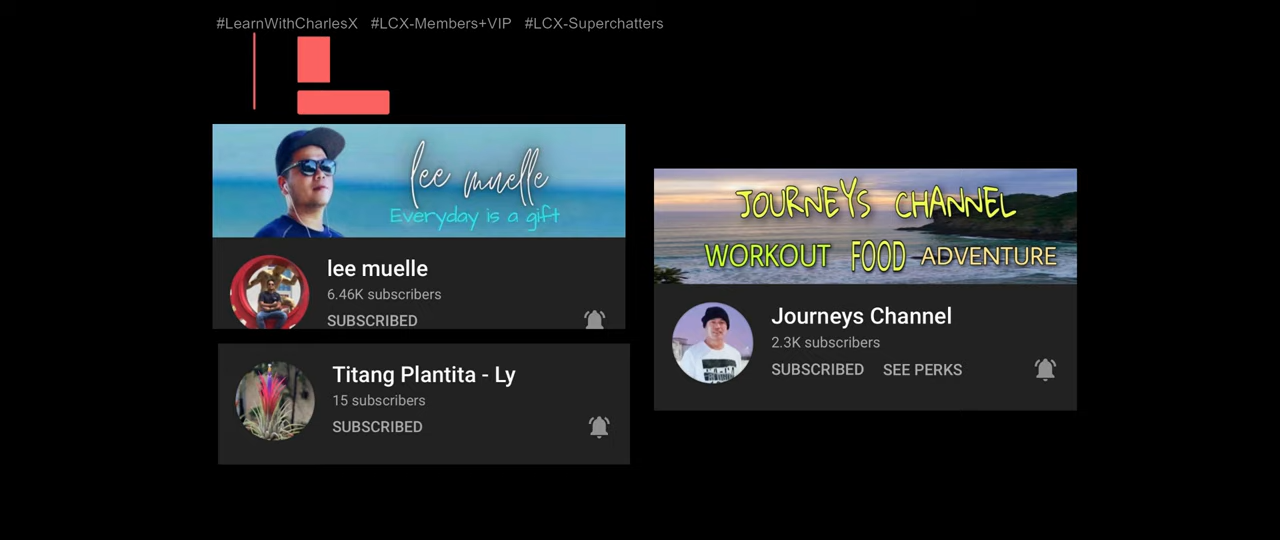 #LearnWithCharlesX #LCX-Members+VIP #LCX-Superchatters
lee muelle
Everyday is a gift
lee muelle
6.46K subscribers
SUBSCRIBED
Titang Plantita - Ly
15 subscribers
SUBSCRIBED
JOURNEYS CHANNEL
WORKOUT FOOD ADVENTURE
Journeys Channel
2.3K subscribers
SUBSCRIBED SEE PERKS